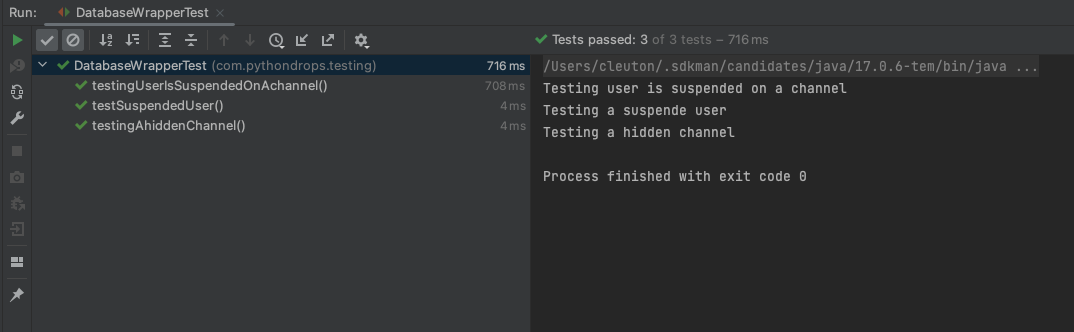 Run: DatabaseWrapperTest
Tests passed: 3 of 3 tests – 716 ms
DatabaseWrapperTest (com.pythondrops.testing) 716 ms
testingUserIsSuspendedOnAchannel() 708 ms
testSuspendedUser() 4 ms
testingAhiddenChannel() 4 ms
/Users/cleuton/.sdkman/candidates/java/17.0.6-tem/bin/java ...
Testing user is suspended on a channel
Testing a suspende user
Testing a hidden channel
Process finished with exit code 0